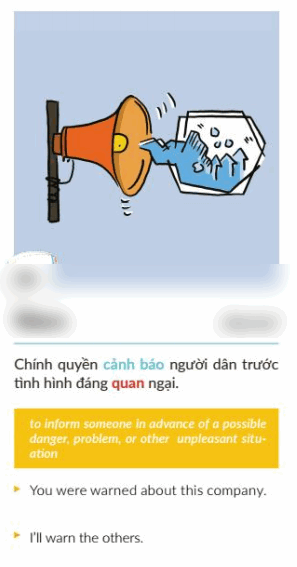 Chính quyền cảnh báo người dân trước
tình hình đáng quan ngại.
to inform someone in advance of a possible
danger, problem, or other unpleasant situ-
ation
You were warned about this company.
I'll warn the others.